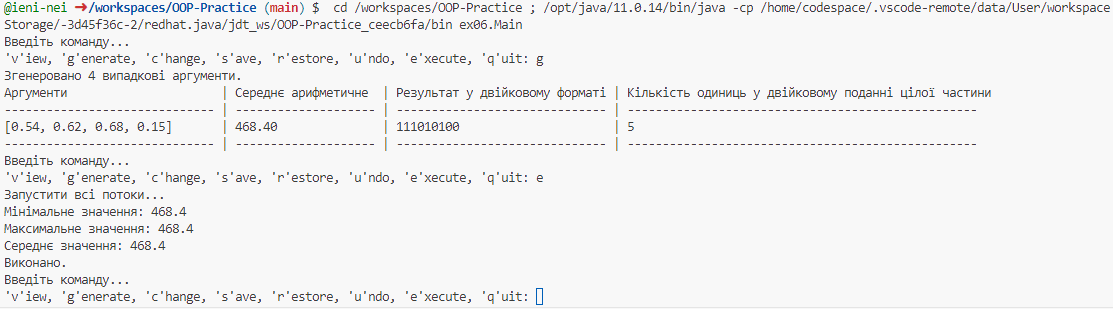 @ieni-nei ➜/workspaces/OOP-Practice (main) $  cd /workspaces/OOP-Practice ; /opt/java/11.0.14/bin/java -cp /home/codespace/.vscode-remote/data/User/workspace
Storage/-3d45f36c-2/redhat.java/jdt_ws/OOP-Practice_ceecb6fa/bin ex06.Main
Введіть команду...
'v'iew, 'g'enerate, 'c'hange, 's'ave, 'r'estore, 'u'ndo, 'e'xecute, 'q'uit: g
Згенеровано 4 випадкові аргументи.
Аргументи | Середнє арифметичне | Результат у двійковому форматі | Кількість одиниць у двійковому поданні цілої частини
---------------------------- | -------------------- | ---------------------------- | -----------------------------------------------
[0.54, 0.62, 0.68, 0.15] | 468.40 | 111010100 | 5
---------------------------- | -------------------- | ---------------------------- | -----------------------------------------------
Введіть команду...
'v'iew, 'g'enerate, 'c'hange, 's'ave, 'r'estore, 'u'ndo, 'e'xecute, 'q'uit: e
Запустити всі потоки...
Мінімальне значення: 468.4
Максимальне значення: 468.4
Середнє значення: 468.4
Виконано.
Введіть команду...
'v'iew, 'g'enerate, 'c'hange, 's'ave, 'r'estore, 'u'ndo, 'e'xecute, 'q'uit: